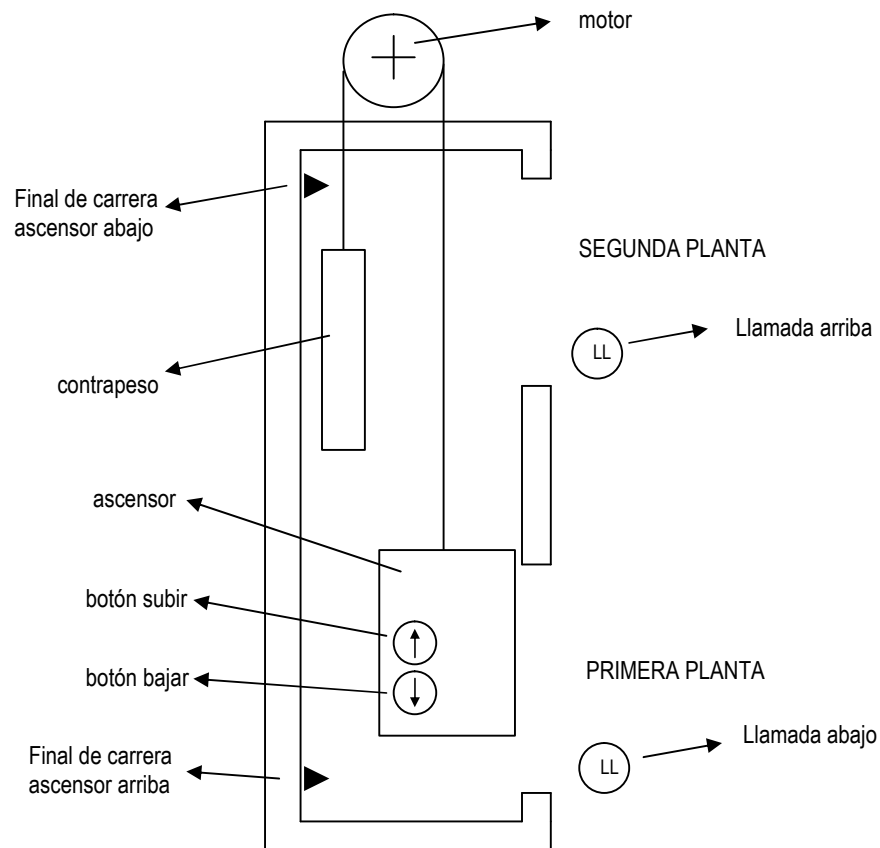 motor
Final de carrera
ascensor abajo
SEGUNDA PLANTA
LL
Llamada arriba
contrapeso
ascensor
botón subir
botón bajar
PRIMERA PLANTA
Final de carrera
ascensor arriba
LL
Llamada abajo